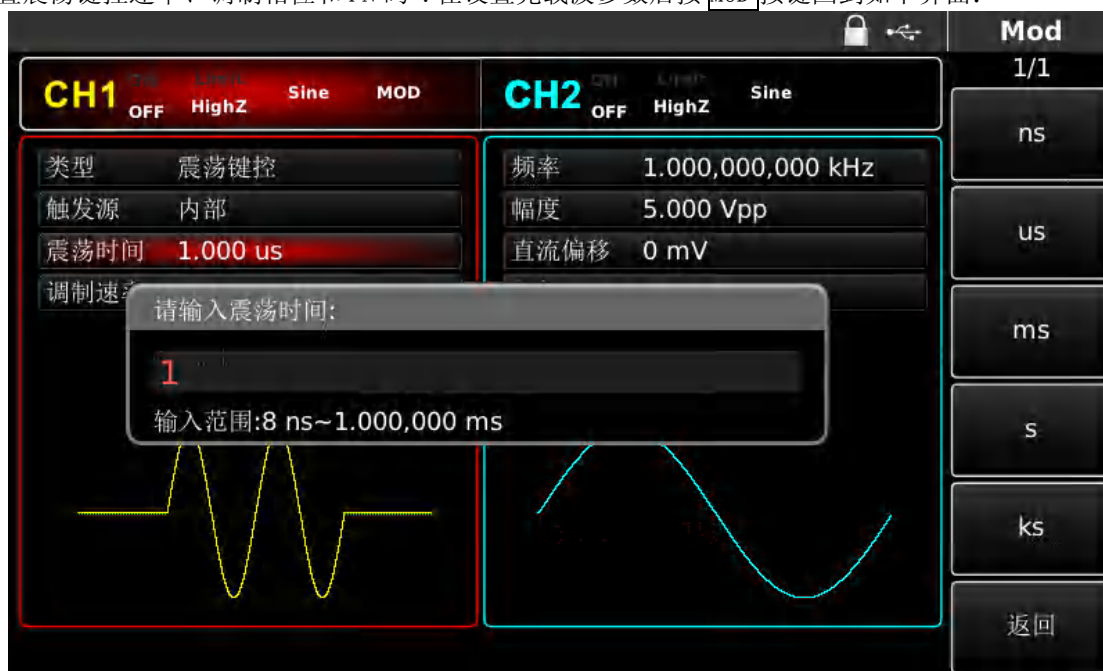 Mod
1/1
CH1 OFF HighZ Sine MOD
CH2 OFF HighZ Sine
类型 震荡键控
触发源 内部
震荡时间 1.000 us
调制速
频率 1.000,000,000 kHz
幅度 5.000 Vpp
直流偏移 0 mV
请输入震荡时间:
1
输入范围:8 ns~1.000,000 ms
ns
us
ms
s
ks
返回